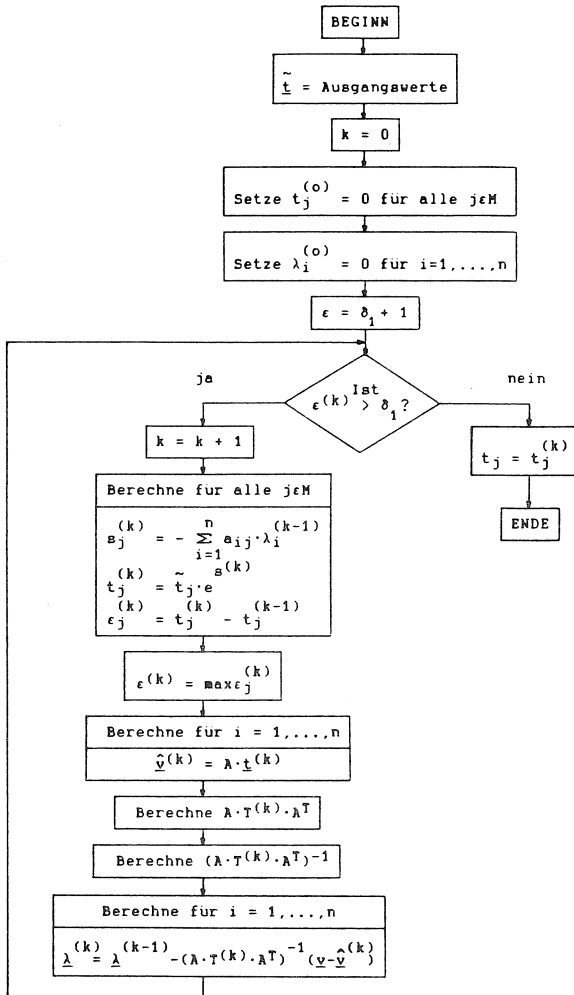 BEGINN
t̲̃ = Ausgangswerte
k = 0
Setze t_j^(o) = 0 für alle jεM
Setze λ_i^(o) = 0 für i=1,...,n
ε = δ_1 + 1
ja
Ist
ε^(k) > δ_1?
nein
k = k + 1
t_j = t_j^(k)
ENDE
Berechne für alle jεM
s_j^(k) = - Σ_{i=1}^n a_ij·λ_i^(k-1)
t_j^(k) = t̃_j·e^s^(k)
ε_j^(k) = t_j^(k) - t_j^(k-1)
ε^(k) = maxε_j^(k)
Berechne für i = 1,...,n
v̲̂^(k) = A·t̲^(k)
Berechne A·T^(k)·A^T
Berechne (A·T^(k)·A^T)^-1
Berechne für i = 1,...,n
λ̲^(k) = λ̲^(k-1) -(A·T^(k)·A^T)^-1 (v̲-v̲̂^(k))